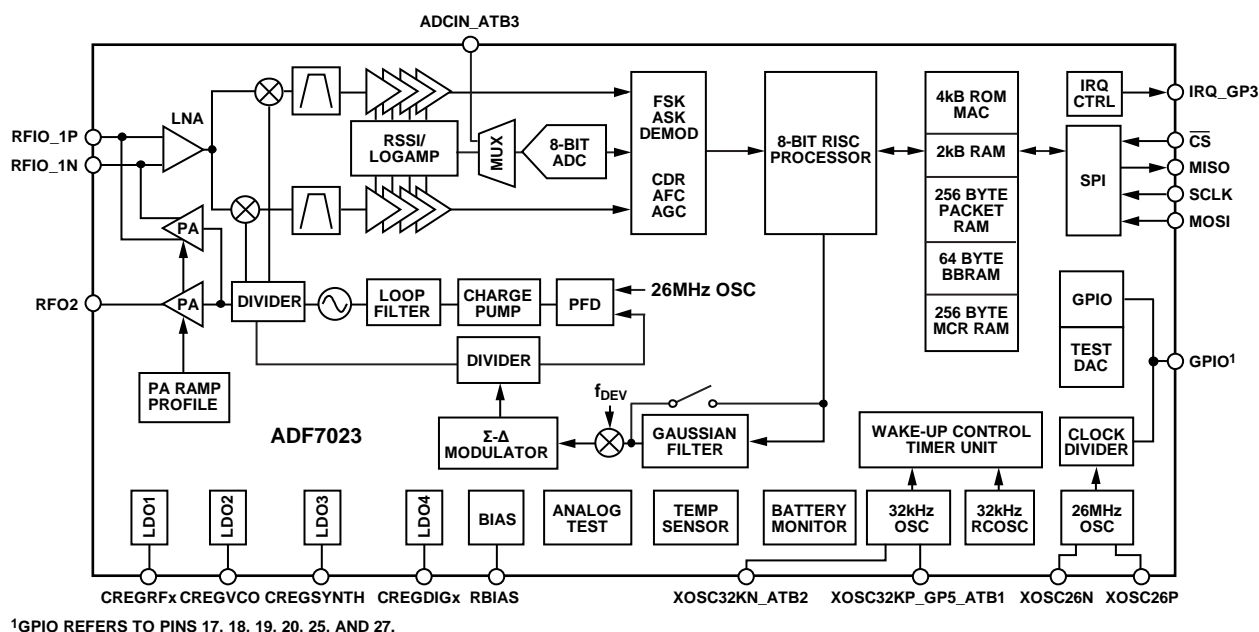 ADCIN_ATB3
RFIO_1P
RFIO_1N
LNA
RSSI/
LOGAMP
MUX
8-BIT
ADC
FSK
ASK
DEMOD
CDR
AFC
AGC
8-BIT RISC
PROCESSOR
4kB ROM
MAC
2kB RAM
256 BYTE
PACKET
RAM
64 BYTE
BBRAM
256 BYTE
MCR RAM
IRQ
CTRL
SPI
IRQ_GP3
CS
MISO
SCLK
MOSI
GPIO
TEST
DAC
GPIO1
PA
RFO2
PA
DIVIDER
LOOP
FILTER
CHARGE
PUMP
PFD
26MHz OSC
DIVIDER
PA RAMP
PROFILE
ADF7023
Σ-Δ
MODULATOR
fDEV
GAUSSIAN
FILTER
WAKE-UP CONTROL
TIMER UNIT
CLOCK
DIVIDER
LDO1
LDO2
LDO3
LDO4
BIAS
ANALOG
TEST
TEMP
SENSOR
BATTERY
MONITOR
32kHz
OSC
32kHz
RCOSC
26MHz
OSC
CREGRFx
CREGVCO
CREGSYNTH
CREGDIGx
RBIAS
XOSC32KN_ATB2
XOSC32KP_GP5_ATB1
XOSC26N
XOSC26P
1GPIO REFERS TO PINS 17, 18, 19, 20, 25, AND 27.